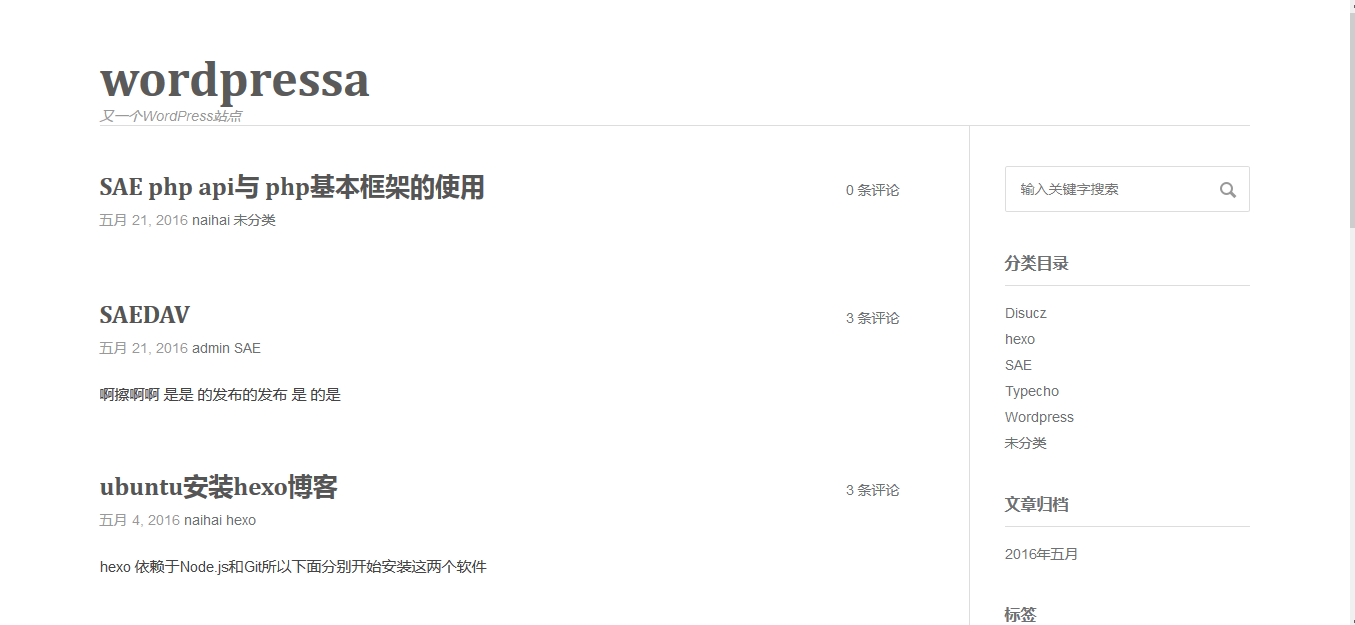 wordpressa
又一个WordPress站点
SAE php api与 php基本框架的使用
0 条评论
五月 21, 2016 naihai 未分类
SAEDAV
3 条评论
五月 21, 2016 admin SAE
啊擦啊啊 是是 的发布的发布 是 的是
ubuntu安装hexo博客
3 条评论
五月 4, 2016 naihai hexo
hexo 依赖于Node.js和Git所以下面分别开始安装这两个软件
输入关键字搜索
分类目录
Disucz
hexo
SAE
Typecho
Wordpress
未分类
文章归档
2016年五月
标签